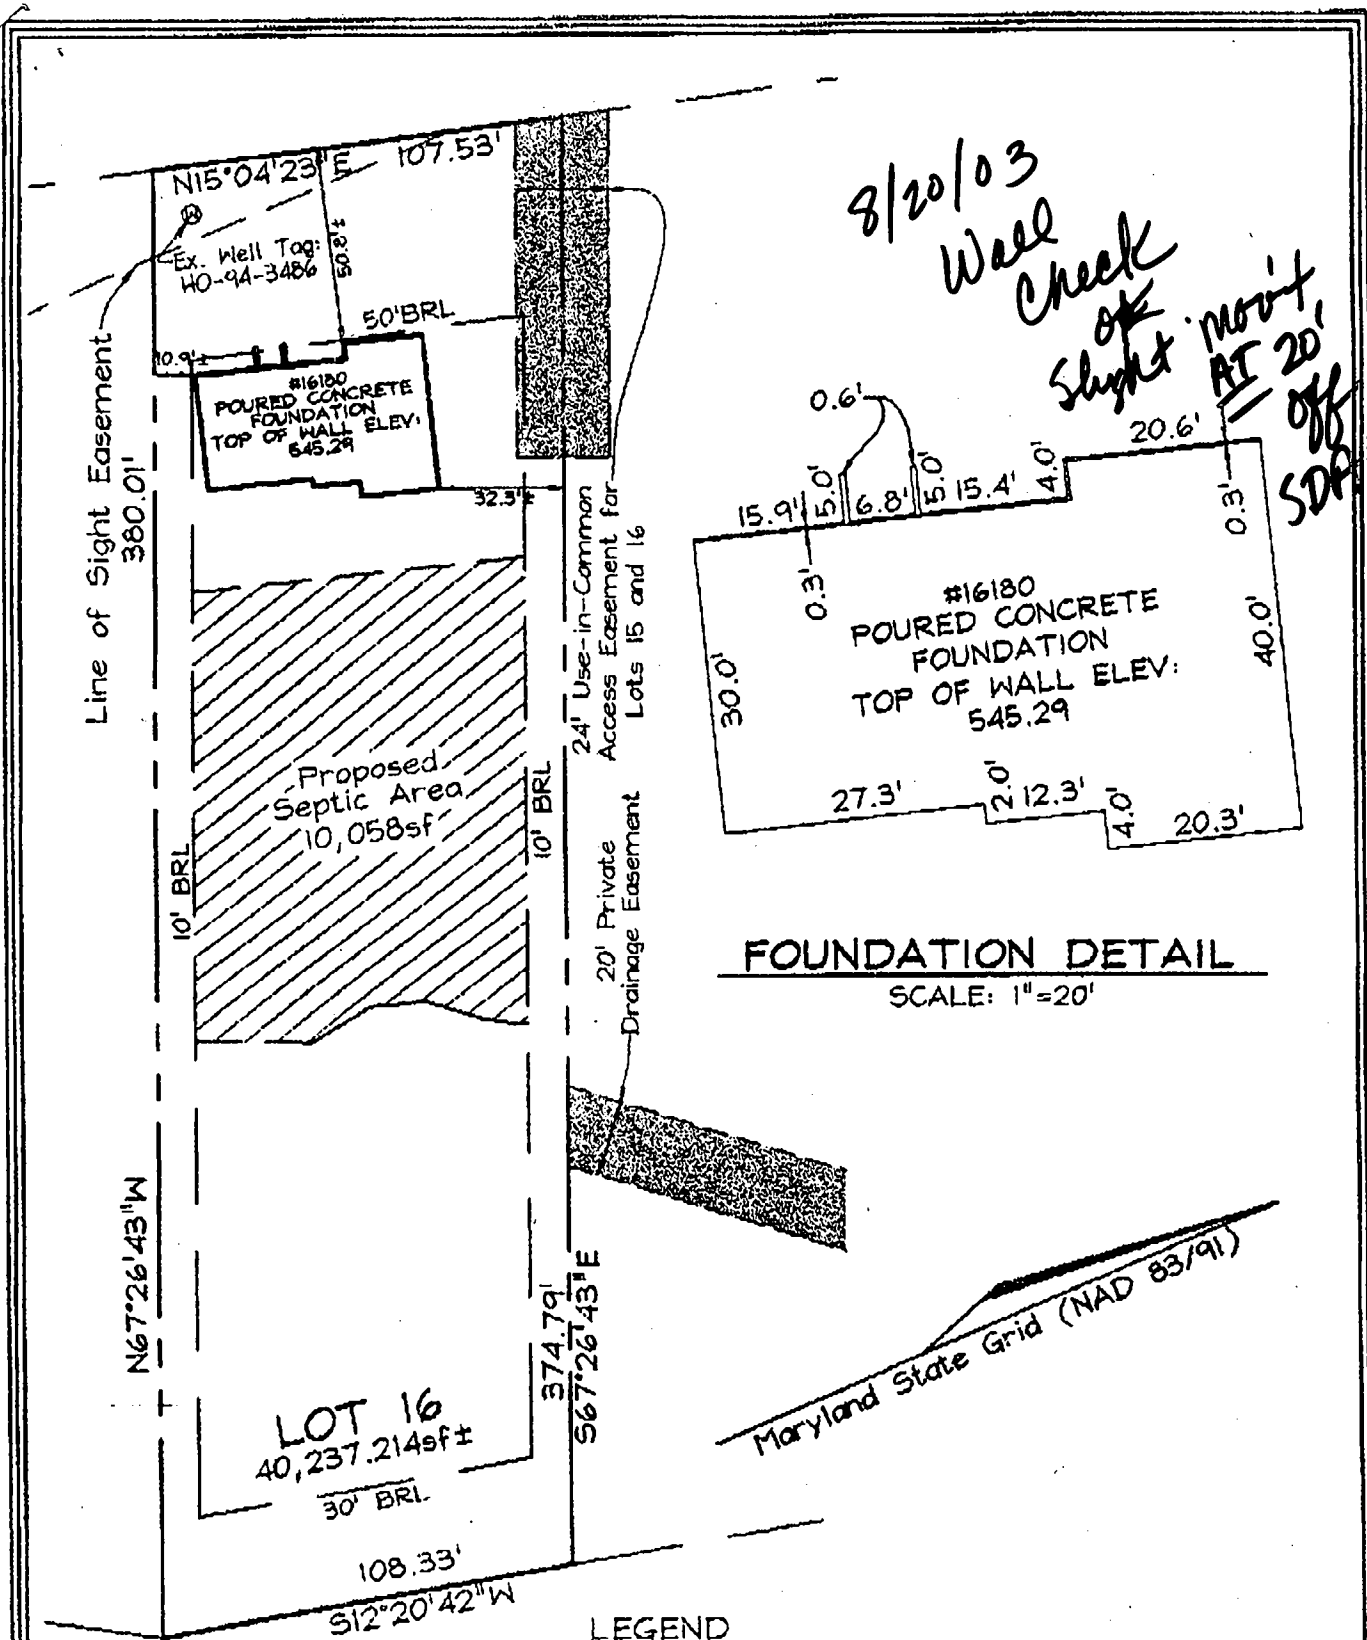 N15°04'23"E
107.53'
Ex. Well Tag:
HO-94-3486
50.2'±
50'BRL
10.9'±
#16180
POURED CONCRETE
FOUNDATION
TOP OF WALL ELEV:
545.29
32.3'±
Line of Sight Easement
380.01'
24' Use-in-Common
Access Easement for
Lots 15 and 16
Proposed
Septic Area
10,058sf
10' BRL
10' BRL
20' Private
Drainage Easement
N67°26'43"W
374.79'
S67°26'43"E
LOT 16
40,237.214sf±
30' BRL
108.33'
S12°20'42"W
8/20/03
Wall
Check
ok
Slight mov't
AT 20'
off
SDA
0.6'
20.6'
15.9'
5.0'
6.8'
5.0'
15.4'
4.0'
0.3'
0.3'
#16180
POURED CONCRETE
FOUNDATION
TOP OF WALL ELEV:
545.29
30.0'
40.0'
27.3'
2.0'
12.3'
4.0'
20.3'
FOUNDATION DETAIL
SCALE: 1"=20'
Maryland State Grid (NAD 83/91)
LEGEND